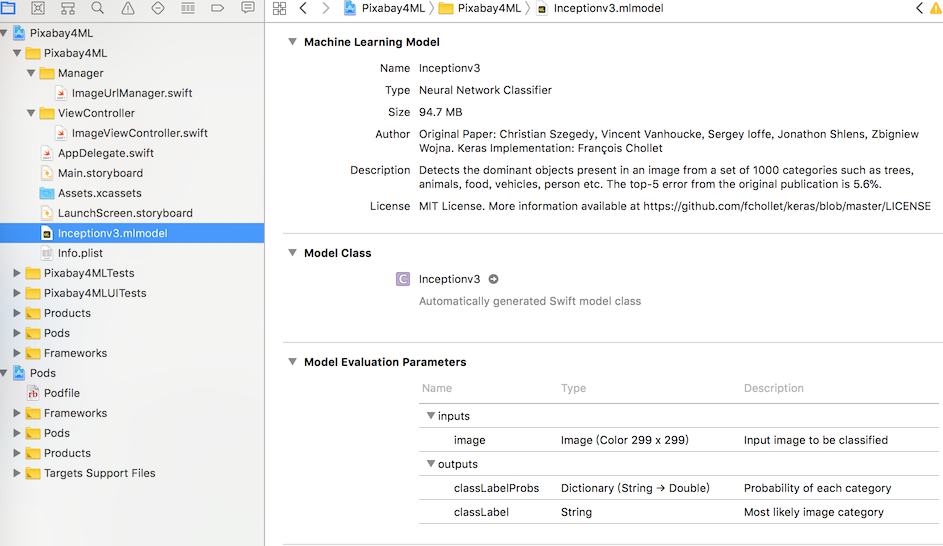 Pixabay4ML
Pixabay4ML
Manager
ImageUrlManager.swift
ViewController
ImageViewController.swift
AppDelegate.swift
Main.storyboard
Assets.xcassets
LaunchScreen.storyboard
Inceptionv3.mlmodel
Info.plist
Pixabay4MLTests
Pixabay4MLUITests
Products
Pods
Frameworks
Pods
Podfile
Frameworks
Pods
Products
Targets Support Files
Pixabay4ML Pixabay4ML Inceptionv3.mlmodel
Machine Learning Model
Name Inceptionv3
Type Neural Network Classifier
Size 94.7 MB
Author Original Paper: Christian Szegedy, Vincent Vanhoucke, Sergey Ioffe, Jonathon Shlens, Zbigniew
Wojna. Keras Implementation: François Chollet
Description Detects the dominant objects present in an image from a set of 1000 categories such as trees,
animals, food, vehicles, person etc. The top-5 error from the original publication is 5.6%.
License MIT License. More information available at https://github.com/fchollet/keras/blob/master/LICENSE
Model Class
C Inceptionv3
Automatically generated Swift model class
Model Evaluation Parameters
Name Type Description
inputs
image Image (Color 299 x 299) Input image to be classified
outputs
classLabelProbs Dictionary (String → Double) Probability of each category
classLabel String Most likely image category